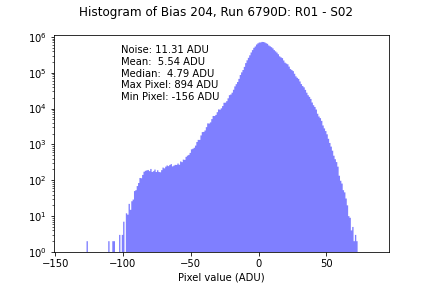 Histogram of Bias 204, Run 6790D: R01 - S02
10⁶
10⁵
10⁴
10³
10²
10¹
10⁰
Noise: 11.31 ADU
Mean:  5.54 ADU
Median:  4.79 ADU
Max Pixel: 894 ADU
Min Pixel: -156 ADU
−150 −100 −50 0 50
Pixel value (ADU)